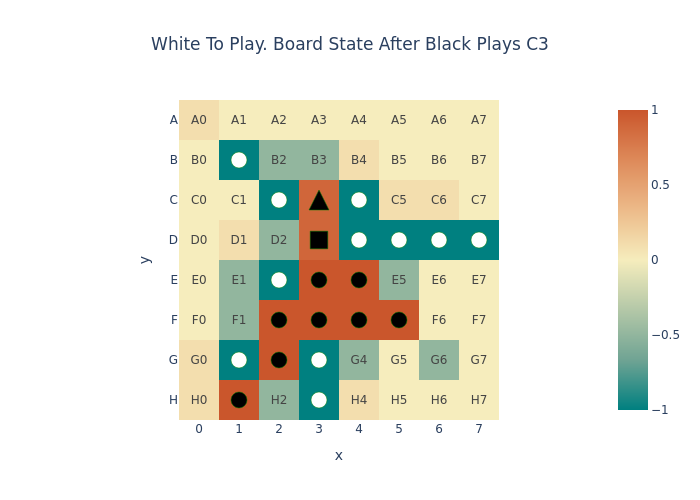 White To Play. Board State After Black Plays C3
A A0 A1 A2 A3 A4 A5 A6 A7
B B0 B2 B3 B4 B5 B6 B7
C C0 C1 C5 C6 C7
D D0 D1 D2
E E0 E1 E5 E6 E7
F F0 F1 F6 F7
G G0 G4 G5 G6 G7
H H0 H2 H4 H5 H6 H7
0 1 2 3 4 5 6 7
x
y
1
0.5
0
−0.5
−1